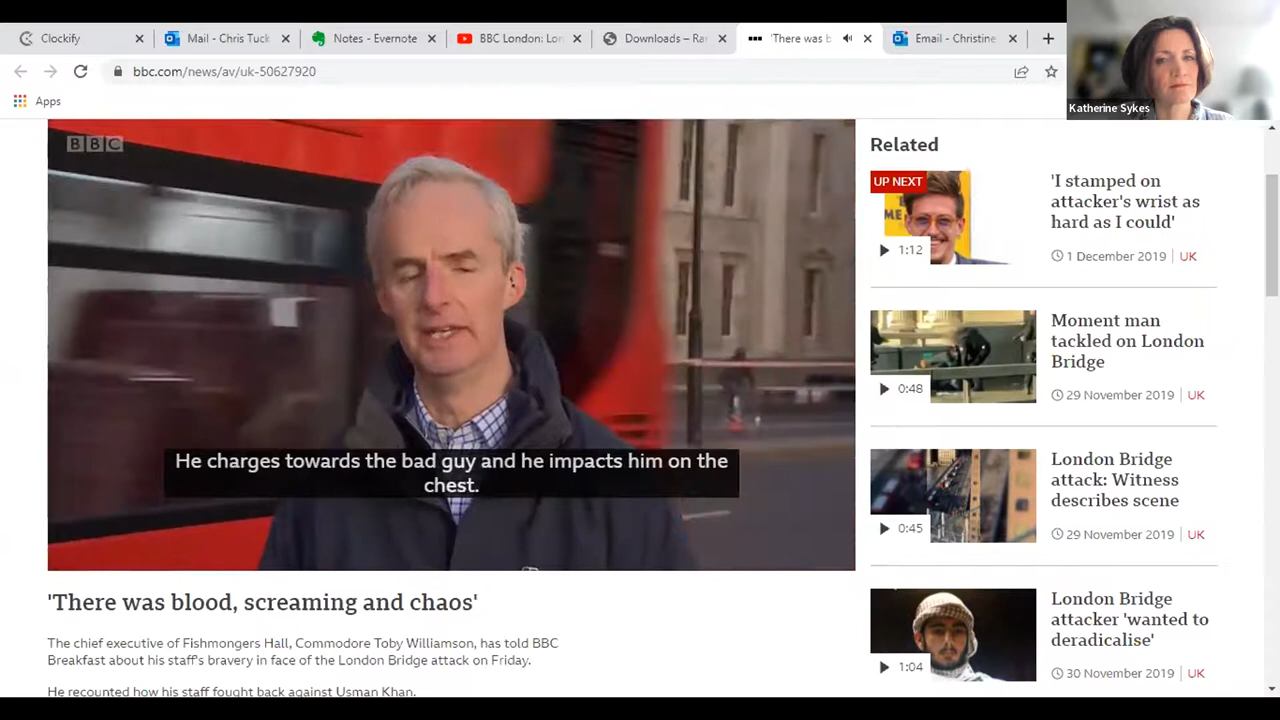 Clockify
Mail - Chris Tuck
Notes - Evernote
BBC London: Lon
Downloads – Rar
'There was b
Email - Christine
bbc.com/news/av/uk-50627920
Apps
Katherine Sykes
BBC
He charges towards the bad guy and he impacts him on the
chest.
'There was blood, screaming and chaos'
The chief executive of Fishmongers Hall, Commodore Toby Williamson, has told BBC
Breakfast about his staff's bravery in face of the London Bridge attack on Friday.
He recounted how his staff fought back against Usman Khan.
Related
UP NEXT
ME
1:12
'I stamped on
attacker's wrist as
hard as I could'
1 December 2019 | UK
0:48
Moment man
tackled on London
Bridge
29 November 2019 | UK
0:45
London Bridge
attack: Witness
describes scene
29 November 2019 | UK
1:04
London Bridge
attacker 'wanted to
deradicalise'
30 November 2019 | UK